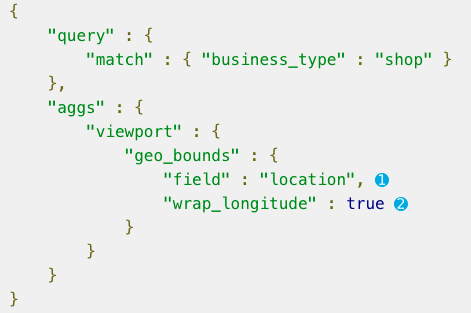 {
    "query" : {
        "match" : { "business_type" : "shop" }
    },
    "aggs" : {
        "viewport" : {
            "geo_bounds" : {
                "field" : "location", ❶
                "wrap_longitude" : true ❷
            }
        }
    }
}